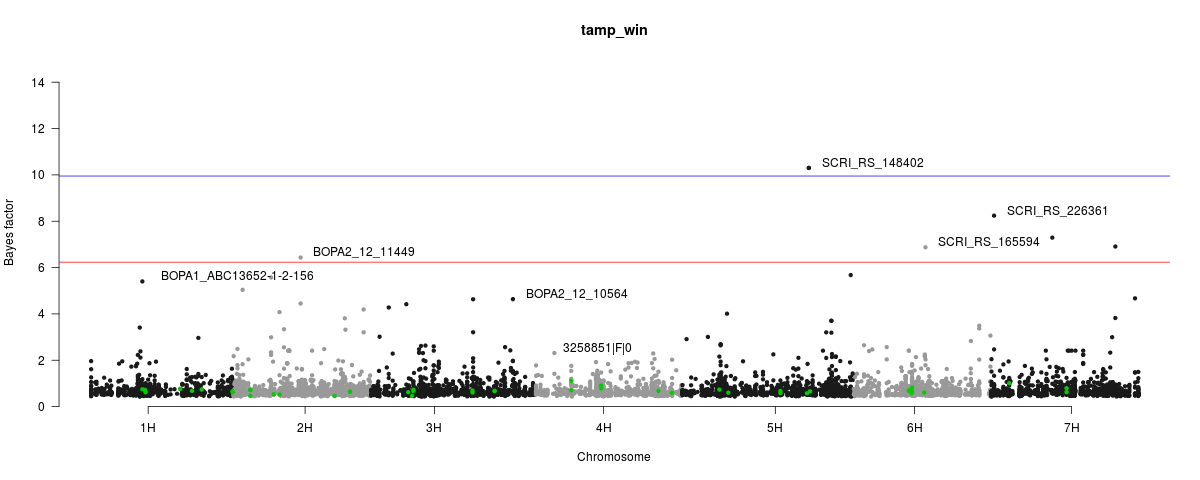 tamp_win
14
12
10
8
6
4
2
0
Bayes factor
SCRI_RS_148402
SCRI_RS_226361
SCRI_RS_165594
BOPA2_12_11449
BOPA1_ABC13652-1-2-156
BOPA2_12_10564
3258851|F|0
1H 2H 3H 4H 5H 6H 7H
Chromosome